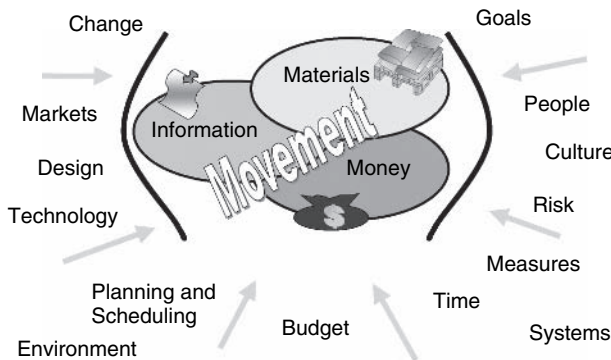 Change
Goals
Materials
Markets
People
Information
Movement
Culture
Design
Money
Technology
Risk
$
Measures
Planning and
Scheduling
Time
Budget
Systems
Environment